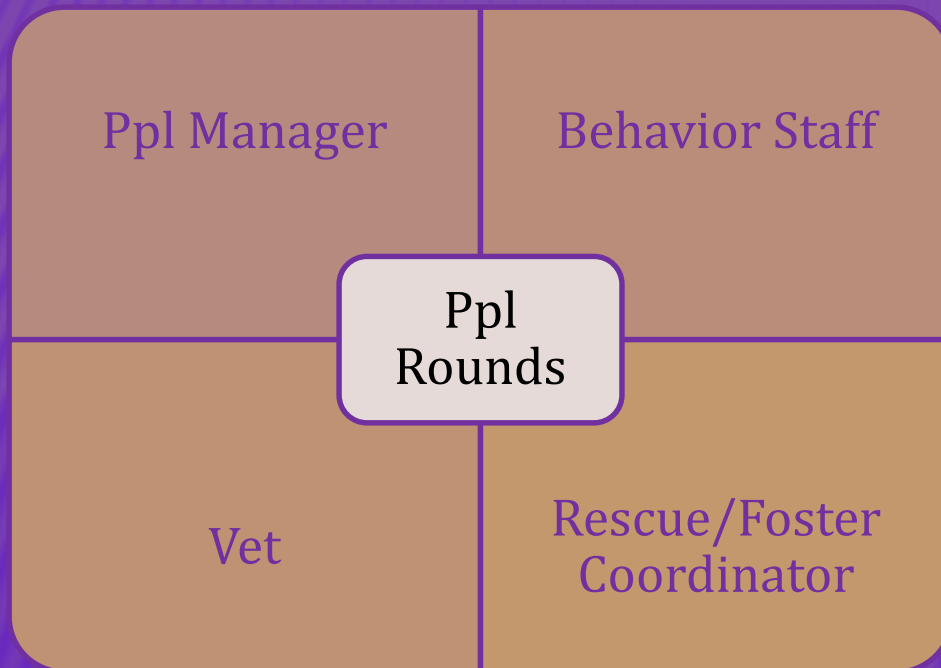 Ppl Manager
Behavior Staff
Ppl
Rounds
Vet
Rescue/Foster
Coordinator